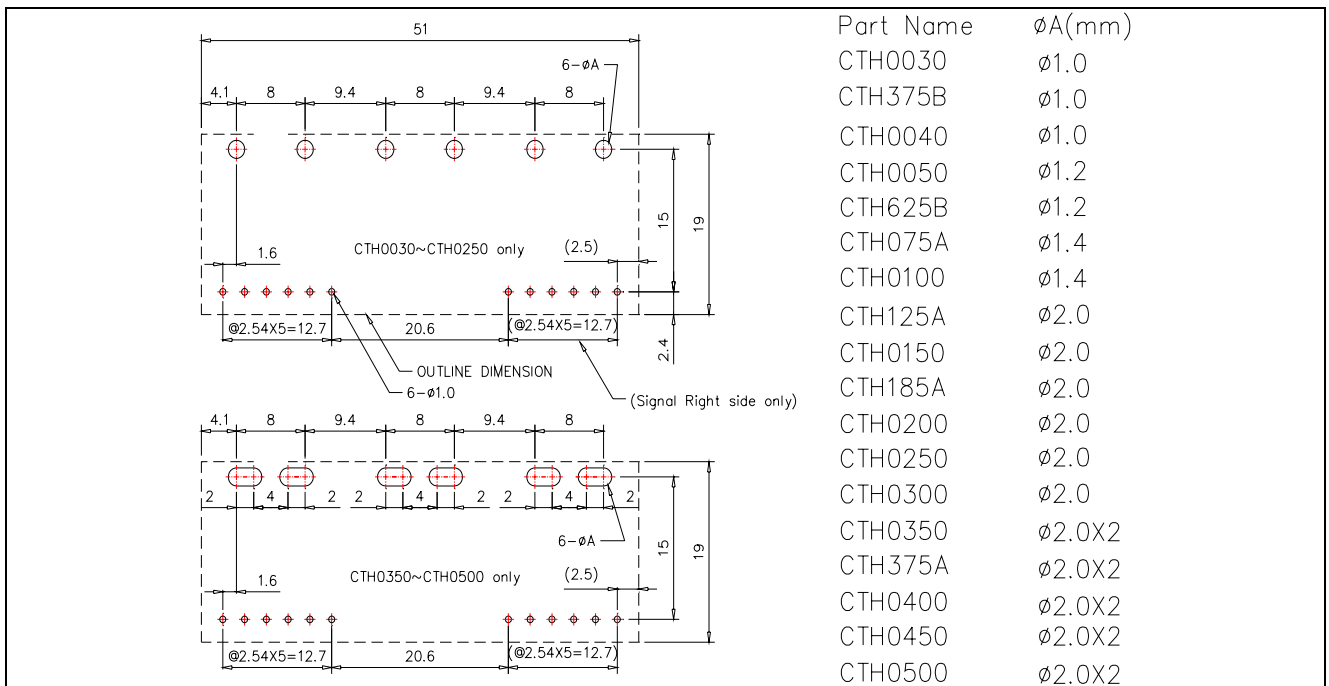 51
6-øA
4.1 8 9.4 8 9.4 8
15
19
CTH0030~CTH0250 only
(2.5)
1.6
@2.54X5=12.7
20.6
(@2.54X5=12.7)
2.4
OUTLINE DIMENSION
6-ø1.0
(Signal Right side only)
4.1 8 9.4 8 9.4 8
2 4 2 2 4 2 2 4 2
6-øA
15
19
CTH0350~CTH0500 only
(2.5)
1.6
@2.54X5=12.7
20.6
(@2.54X5=12.7)
Part Name øA(mm)
CTH0030 ø1.0
CTH375B ø1.0
CTH0040 ø1.0
CTH0050 ø1.2
CTH625B ø1.2
CTH075A ø1.4
CTH0100 ø1.4
CTH125A ø2.0
CTH0150 ø2.0
CTH185A ø2.0
CTH0200 ø2.0
CTH0250 ø2.0
CTH0300 ø2.0
CTH0350 ø2.0X2
CTH375A ø2.0X2
CTH0400 ø2.0X2
CTH0450 ø2.0X2
CTH0500 ø2.0X2